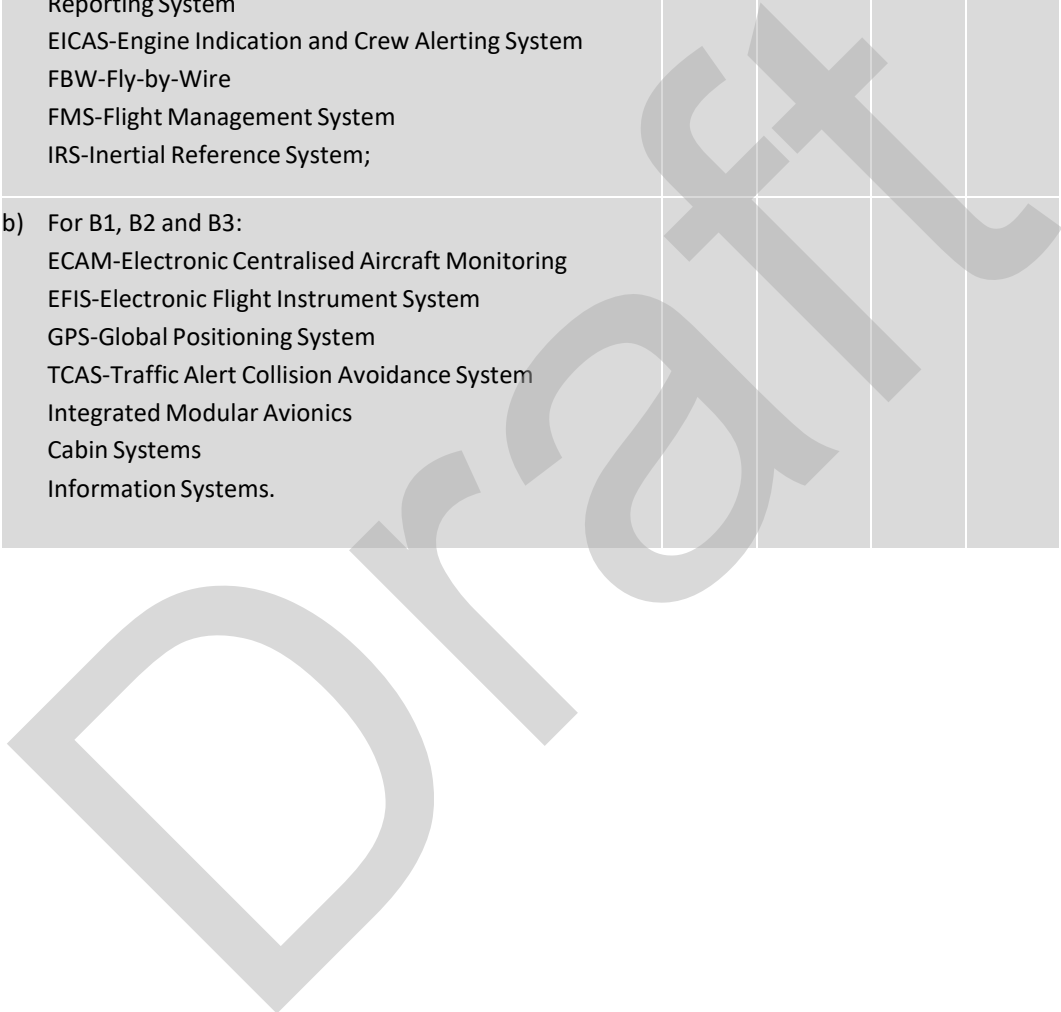 Reporting System
EICAS-Engine Indication and Crew Alerting System
FBW-Fly-by-Wire
FMS-Flight Management System
IRS-Inertial Reference System;
b) For B1, B2 and B3:
ECAM-Electronic Centralised Aircraft Monitoring
EFIS-Electronic Flight Instrument System
GPS-Global Positioning System
TCAS-Traffic Alert Collision Avoidance System
Integrated Modular Avionics
Cabin Systems
Information Systems.
Draft